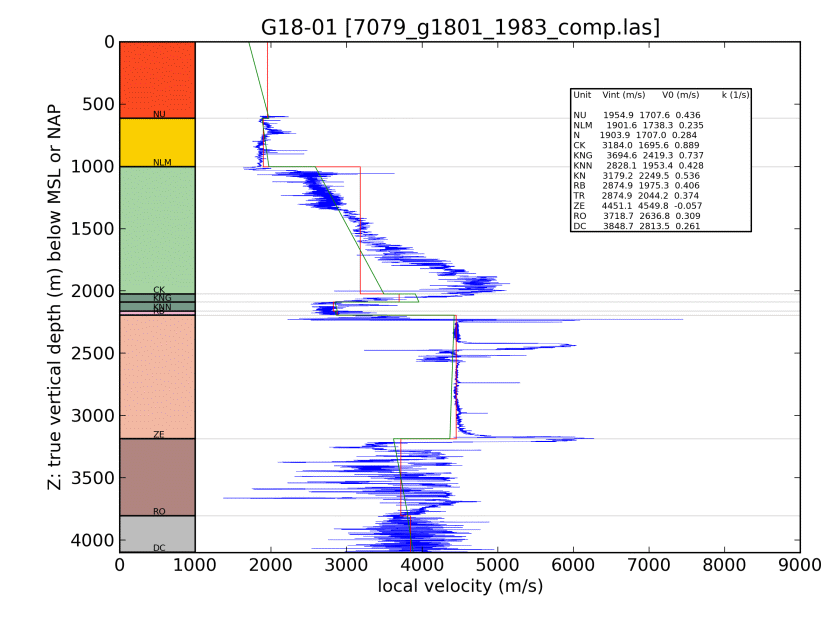 G18-01 [7079_g1801_1983_comp.las]
Z: true vertical depth (m) below MSL or NAP
0
500
1000
1500
2000
2500
3000
3500
4000
NU
NLM
CK
KNG
KNN
ZE
RO
DC
Unit Vint (m/s) V0 (m/s) k (1/s)
NU 1954.9 1707.6 0.436
NLM 1901.6 1738.3 0.235
N 1903.9 1707.0 0.284
CK 3184.0 1695.6 0.889
KNG 3694.6 2419.3 0.737
KNN 2828.1 1953.4 0.428
KN 3179.2 2249.5 0.536
RB 2874.9 1975.3 0.406
TR 2874.9 2044.2 0.374
ZE 4451.1 4549.8 -0.057
RO 3718.7 2636.8 0.309
DC 3848.7 2813.5 0.261
0 1000 2000 3000 4000 5000 6000 7000 8000 9000
local velocity (m/s)